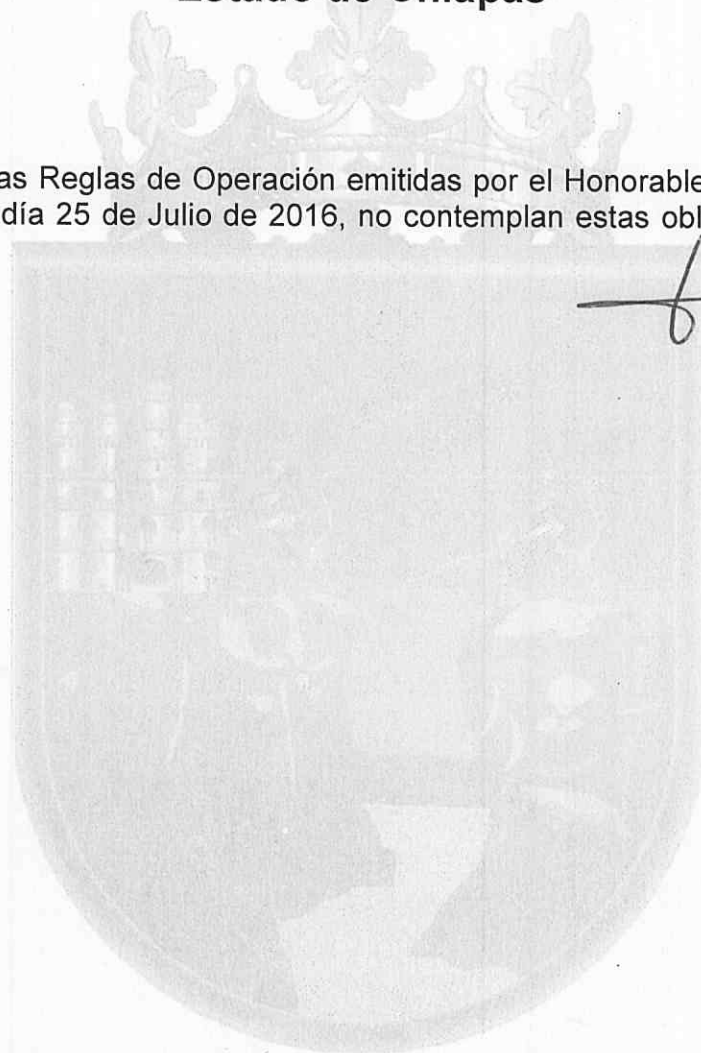 Estado de Chiapas
as Reglas de Operación emitidas por el Honorable
día 25 de Julio de 2016, no contemplan estas obl